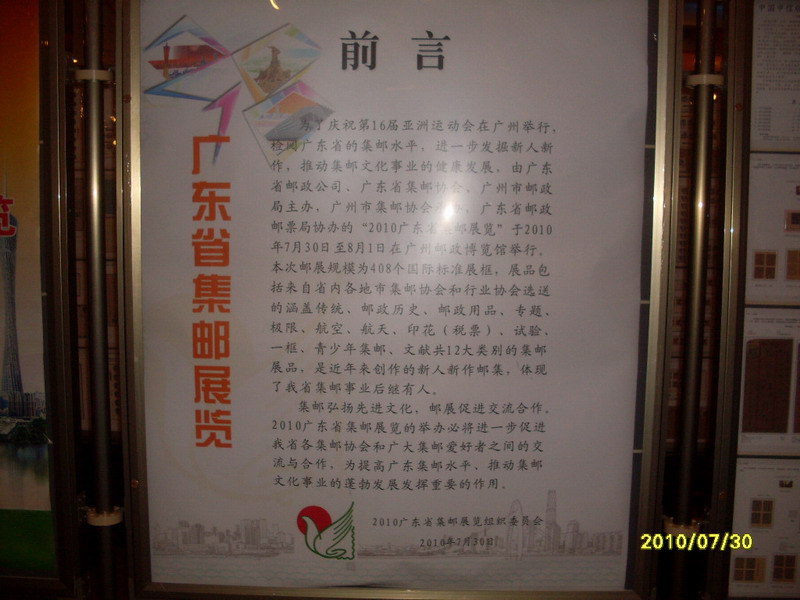 前言
广东省集邮展览
为了庆祝第16届亚洲运动会在广州举行，
检阅广东省的集邮水平，进一步发掘新人新
作，推动集邮文化事业的健康发展，由广东
省邮政公司、广东省集邮协会、广州市邮政
局主办，广州市集邮协会承办，广东省邮政
邮票局协办的“2010广东省集邮展览”于2010
年7月30日至8月1日在广州邮政博览馆举行。
本次邮展规模为408个国际标准展框，展品包
括来自省内各地市集邮协会和行业协会选送
的涵盖传统、邮政历史、邮政用品、专题、
极限、航空、航天、印花（税票）、试验、
一框、青少年集邮、文献共12大类别的集邮
展品，是近年来创作的新人新作邮集，体现
了我省集邮事业后继有人。
集邮弘扬先进文化，邮展促进交流合作。
2010广东省集邮展览的举办必将进一步促进
我省各集邮协会和广大集邮爱好者之间的交
流与合作，为提高广东集邮水平、推动集邮
文化事业的蓬勃发展发挥重要的作用。
2010广东省集邮展览组织委员会
2010年7月30日
览
2010/07/30